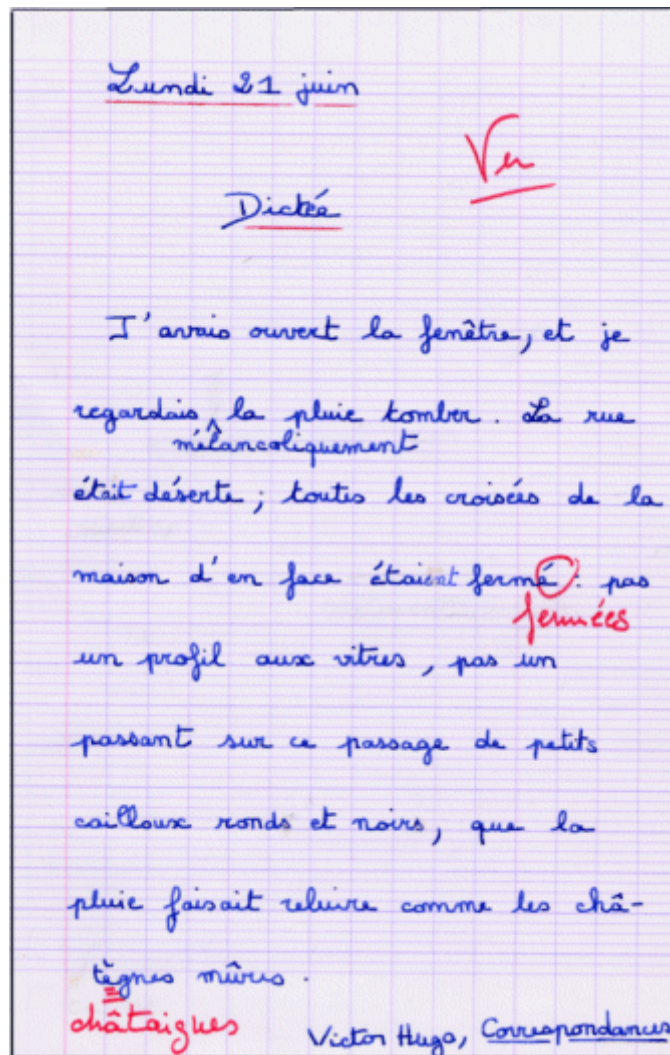 Lundi 21 juin
Vu
Dictée
J'avais ouvert la fenêtre, et je
regardais la pluie tomber. La rue
mélancoliquement
était déserte ; toutes les croisées de la
maison d'en face étaient fermé : pas
fermées
un profil aux vitres, pas un
passant sur ce passage de petits
cailloux ronds et noirs, que la
pluie faisait reluire comme les châ-
tègnes mûres.
châtaignes
Victor Hugo, Correspondances